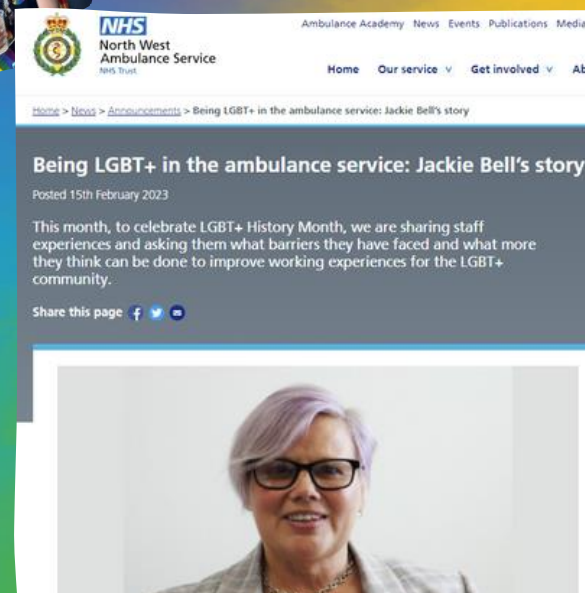 NHS
North West
Ambulance Service
NHS Trust
Ambulance Academy News Events Publications Media
Home Our service v Get involved v Ab
Home > News > Announcements > Being LGBT+ in the ambulance service: Jackie Bell's story
Being LGBT+ in the ambulance service: Jackie Bell's story
Posted 15th February 2023
This month, to celebrate LGBT+ History Month, we are sharing staff
experiences and asking them what barriers they have faced and what more
they think can be done to improve working experiences for the LGBT+
community.
Share this page